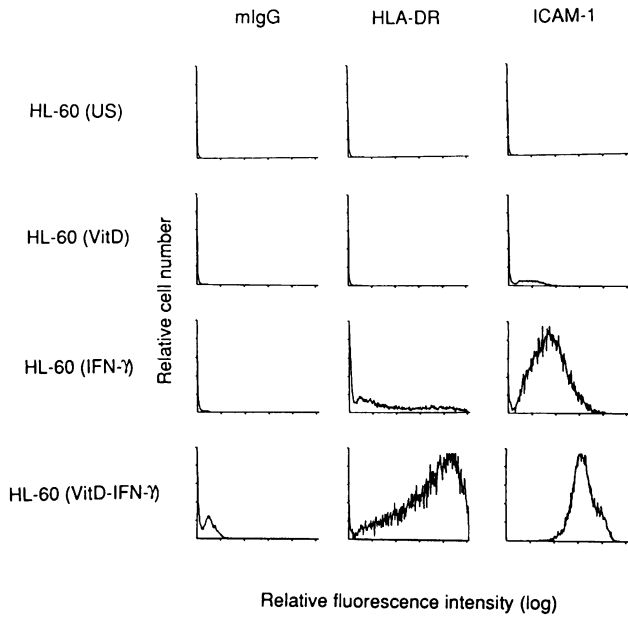 mIgG HLA-DR ICAM-1
HL-60 (US)
HL-60 (VitD)
HL-60 (IFN-γ)
HL-60 (VitD-IFN-γ)
Relative cell number
Relative fluorescence intensity (log)